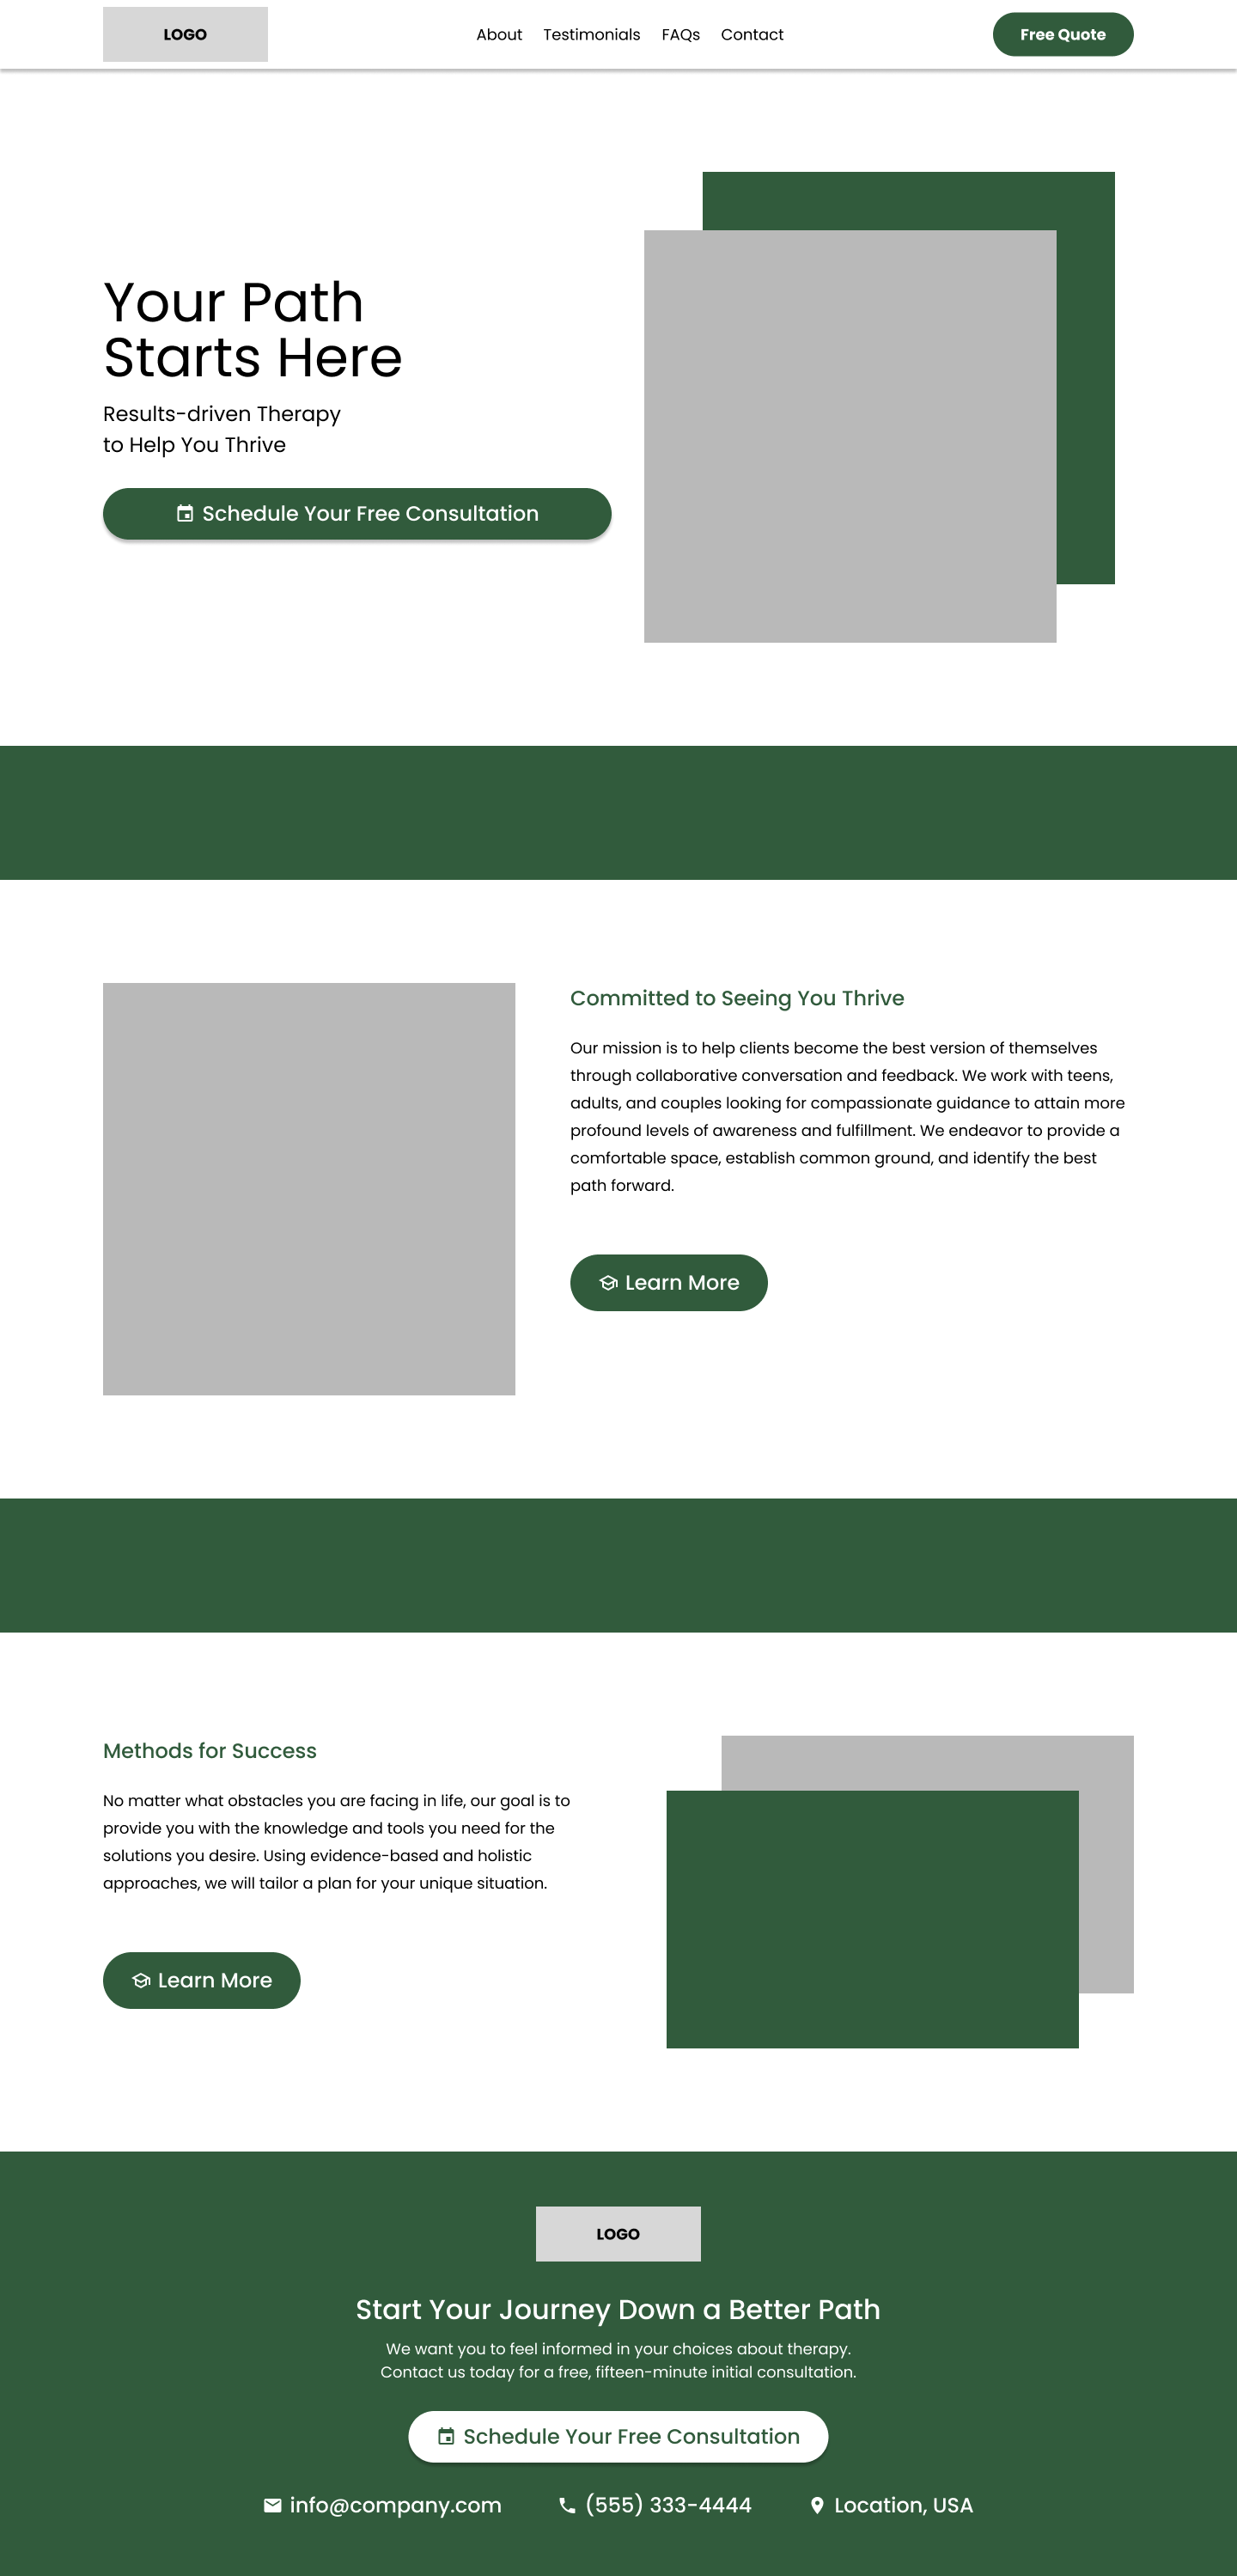 LOGO
About
Testimonials
FAQs
Contact
Free Quote
Your Path
Starts Here
Results-driven Therapy
to Help You Thrive
Schedule Your Free Consultation
Committed to Seeing You Thrive
Our mission is to help clients become the best version of themselves
through collaborative conversation and feedback. We work with teens,
adults, and couples looking for compassionate guidance to attain more
profound levels of awareness and fulfillment. We endeavor to provide a
comfortable space, establish common ground, and identify the best
path forward.
Learn More
Methods for Success
No matter what obstacles you are facing in life, our goal is to
provide you with the knowledge and tools you need for the
solutions you desire. Using evidence-based and holistic
approaches, we will tailor a plan for your unique situation.
Learn More
LOGO
Start Your Journey Down a Better Path
We want you to feel informed in your choices about therapy.
Contact us today for a free, fifteen-minute initial consultation.
Schedule Your Free Consultation
info@company.com
(555) 333-4444
Location, USA